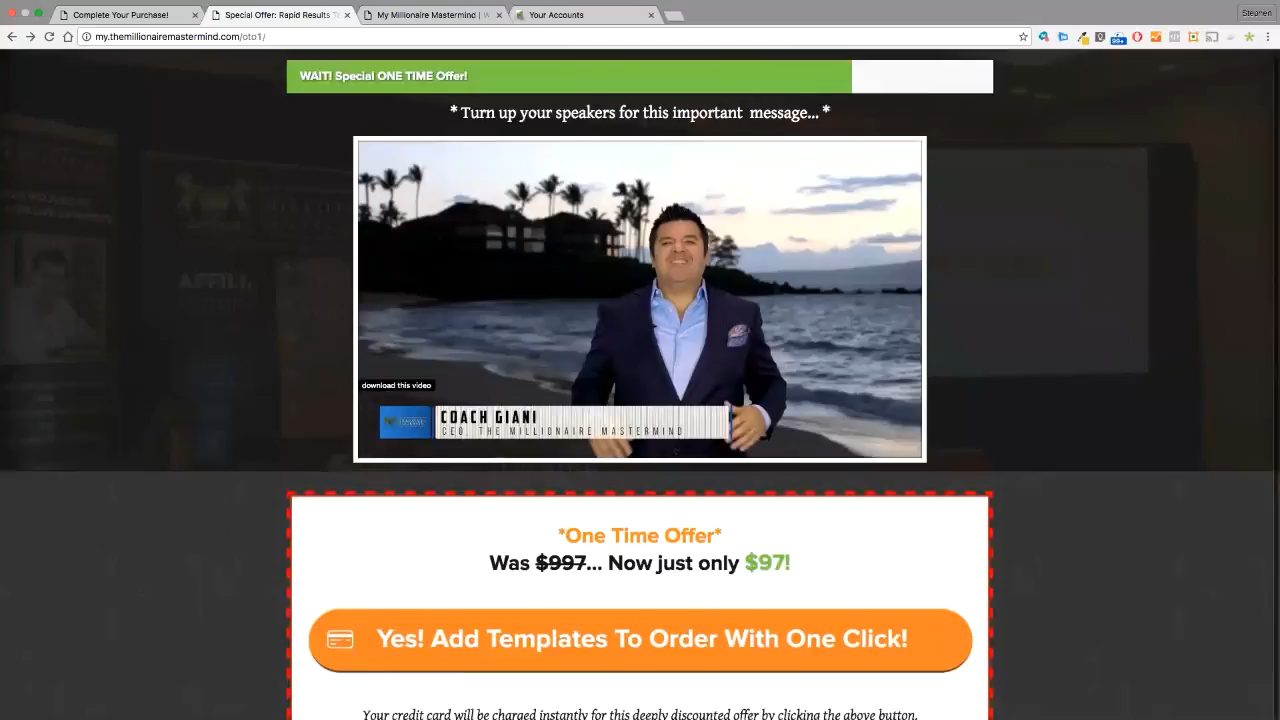 Complete Your Purchase!
Special Offer: Rapid Results Te
My Millionaire Mastermind | W
Your Accounts
Stephen
my.themillionairemastermind.com/oto1/
99+
WAIT! Special ONE TIME Offer!
* Turn up your speakers for this important message... *
download this video
COACH GIANI
CEO THE MILLIONAIRE MASTERMIND
*One Time Offer*
Was $997... Now just only $97!
Yes! Add Templates To Order With One Click!
Your credit card will be charged instantly for this deeply discounted offer by clicking the above button.